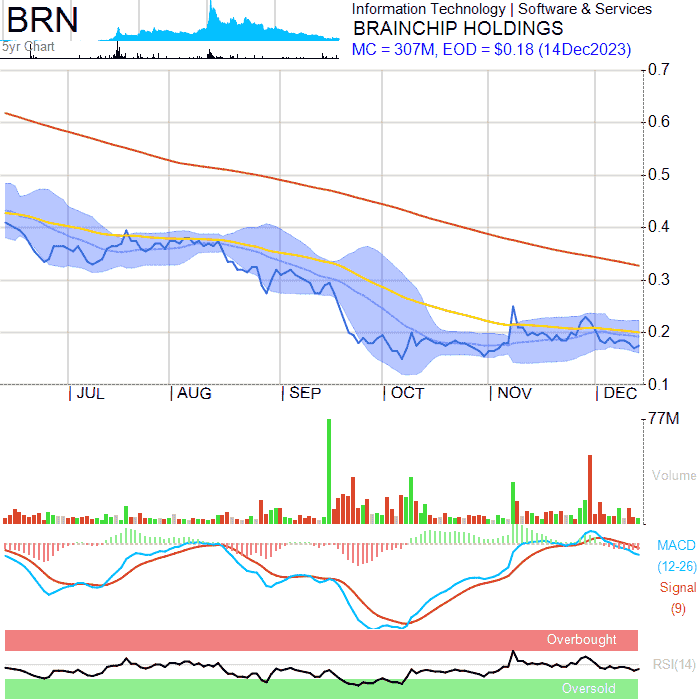 BRN
5yr Chart
Information Technology | Software & Services
BRAINCHIP HOLDINGS
MC = 307M, EOD = $0.18 (14Dec2023)
0.7
0.6
0.5
0.4
0.3
0.2
0.1
JUL AUG SEP OCT NOV DEC
77M
Volume
MACD
(12-26)
Signal
(9)
Overbought
RSI(14)
Oversold